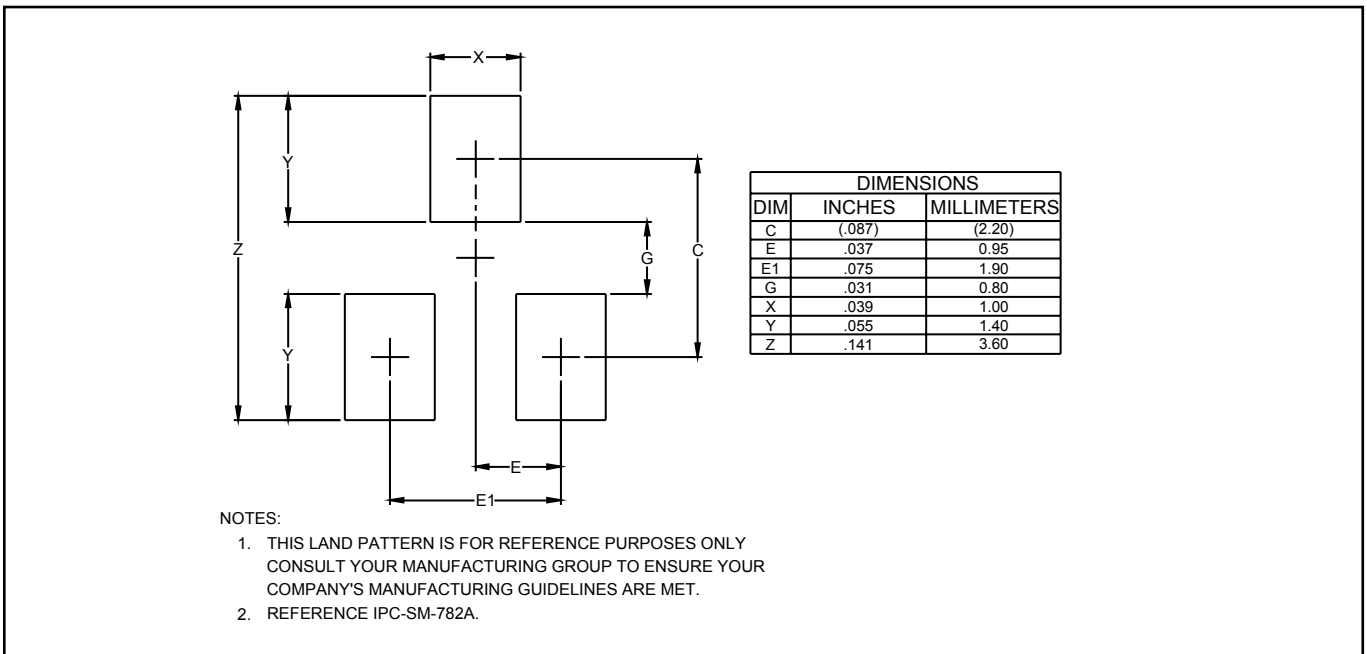 X
Y
Z
G
C
Y
E
E1
DIMENSIONS
DIM INCHES MILLIMETERS
C (.087) (2.20)
E .037 0.95
E1 .075 1.90
G .031 0.80
X .039 1.00
Y .055 1.40
Z .141 3.60
NOTES:
1. THIS LAND PATTERN IS FOR REFERENCE PURPOSES ONLY
CONSULT YOUR MANUFACTURING GROUP TO ENSURE YOUR
COMPANY'S MANUFACTURING GUIDELINES ARE MET.
2. REFERENCE IPC-SM-782A.